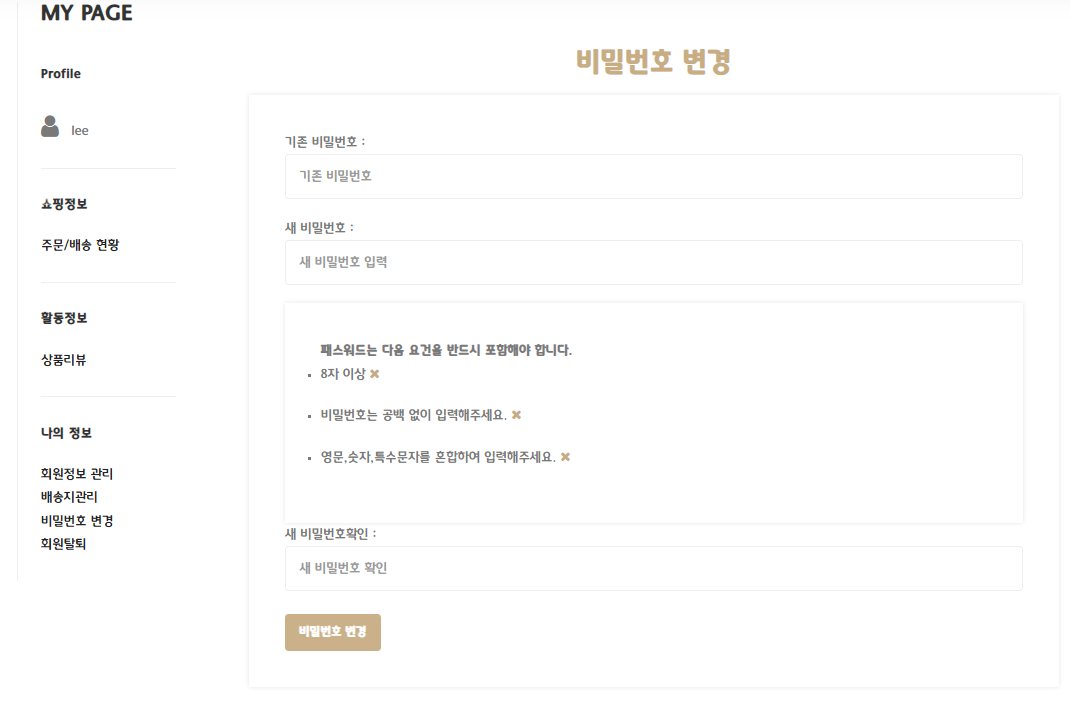 MY PAGE
Profile
lee
쇼핑정보
주문/배송 현황
활동정보
상품리뷰
나의 정보
회원정보 관리
배송지관리
비밀번호 변경
회원탈퇴
비밀번호 변경
기존 비밀번호 :
기존 비밀번호
새 비밀번호 :
새 비밀번호 입력
패스워드는 다음 요건을 반드시 포함해야 합니다.
8자 이상 ✖
비밀번호는 공백 없이 입력해주세요. ✖
영문,숫자,특수문자를 혼합하여 입력해주세요. ✖
새 비밀번호확인 :
새 비밀번호 확인
비밀번호 변경